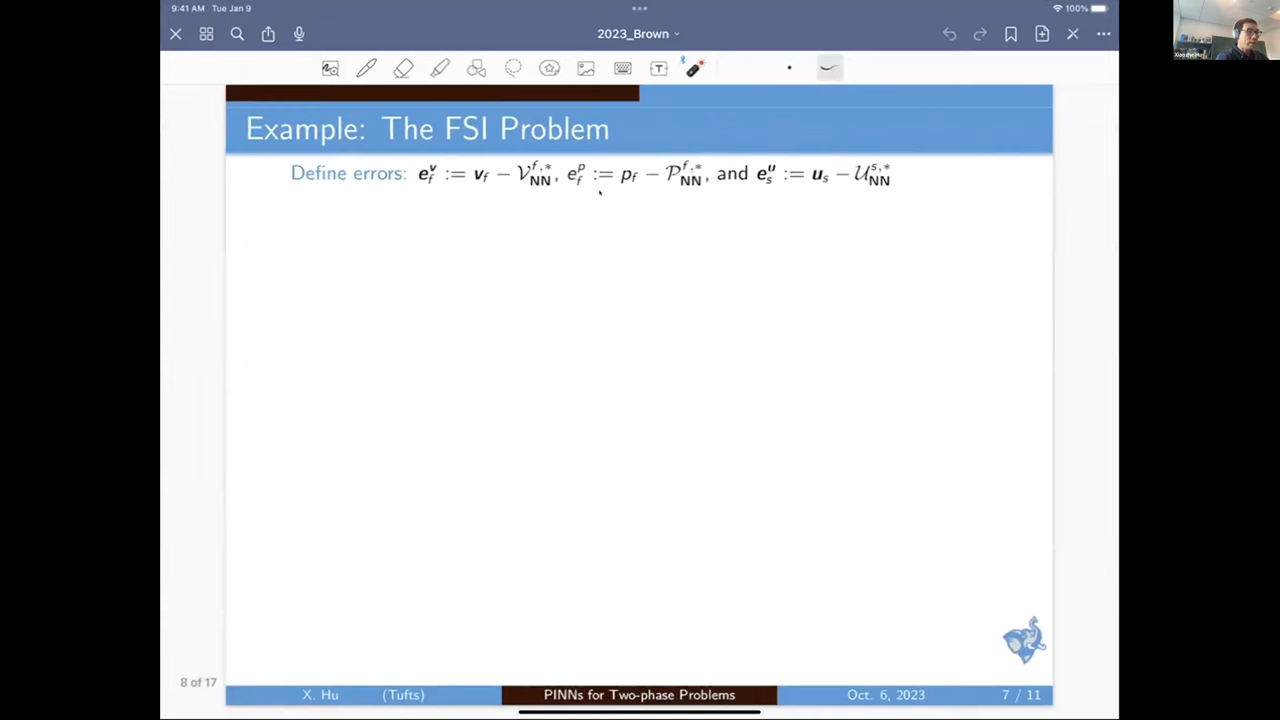 9:41 AM Tue Jan 9
100%
2023_Brown
Example: The FSI Problem
Define errors: e_f^v := v_f − 𝒱_NN^{f,*}, e_f^p := p_f − 𝒫_NN^{f,*}, and e_s^u := u_s − 𝒰_NN^{s,*}
8 of 17
X. Hu (Tufts) PINNs for Two-phase Problems Oct. 6, 2023 7 / 11